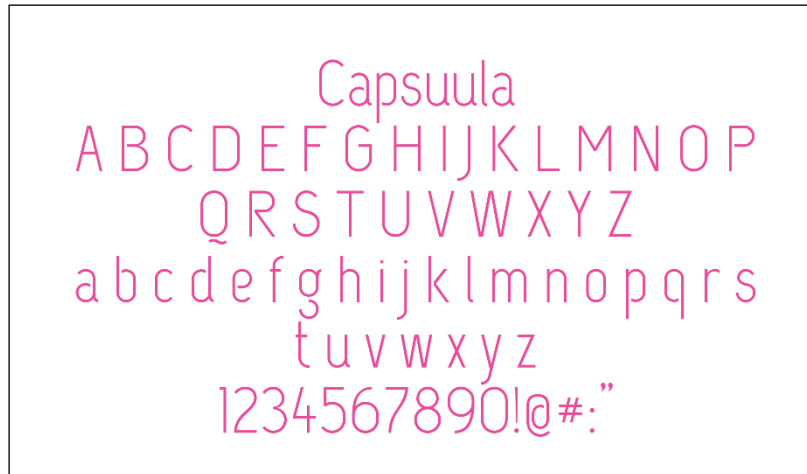 Capsuula
A B C D E F G H I J K L M N O P
Q R S T U V W X Y Z
a b c d e f g h i j k l m n o p q r s
t u v w x y z
1234567890!@#:”